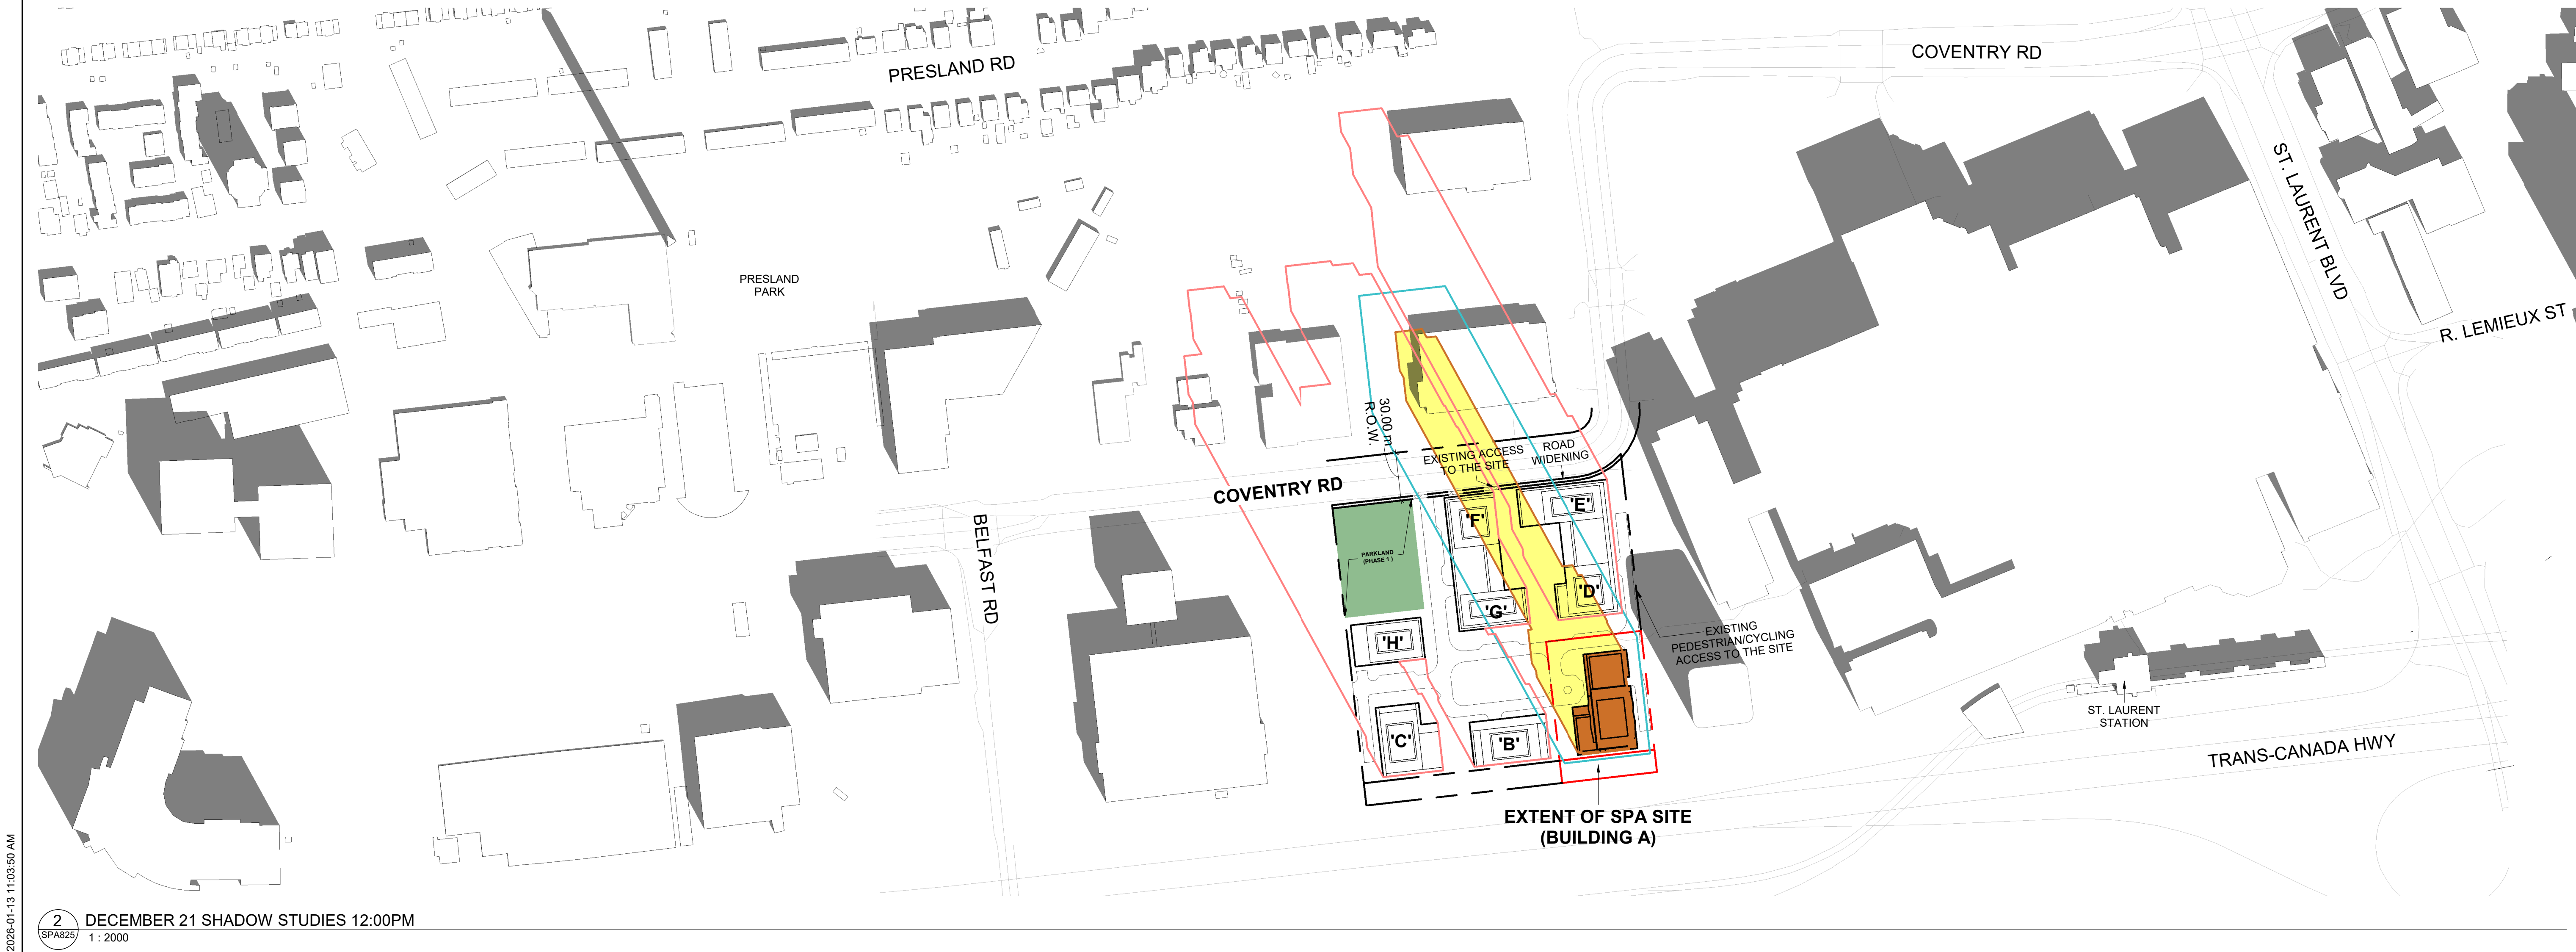 COVENTRY RD
PRESLAND RD
ST. LAURENT BLVD
PRESLAND
PARK
R. LEMIEUX ST
30.00 m
R.O.W.
EXISTING ACCESS
TO THE SITE
ROAD
WIDENING
COVENTRY RD
BELFAST RD
'E'
'F'
PARKLAND
(PHASE 1 )
'D'
'G'
'H'
EXISTING
PEDESTRIAN/CYCLING
ACCESS TO THE SITE
'C'
'B'
ST. LAURENT
STATION
TRANS-CANADA HWY
EXTENT OF SPA SITE
(BUILDING A)
2026-01-13 11:03:50 AM
2
SPA825
DECEMBER 21 SHADOW STUDIES 12:00PM
1 : 2000